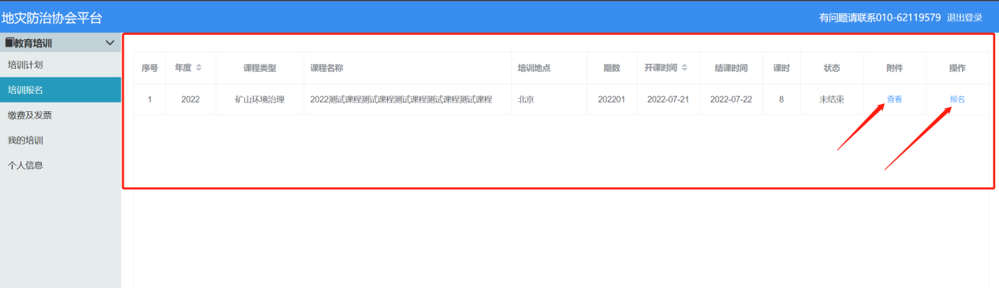 地灾防治协会平台
有问题请联系010-62119579 退出登录
教育培训
培训计划
培训报名
缴费及发票
我的培训
个人信息
序号 年度 课程类型 课程名称 培训地点 期数 开课时间 结课时间 课时 状态 附件 操作
1 2022 矿山环境治理 2022测试课程测试课程测试课程测试课程测试课程 北京 202201 2022-07-21 2022-07-22 8 未结束 查看 报名